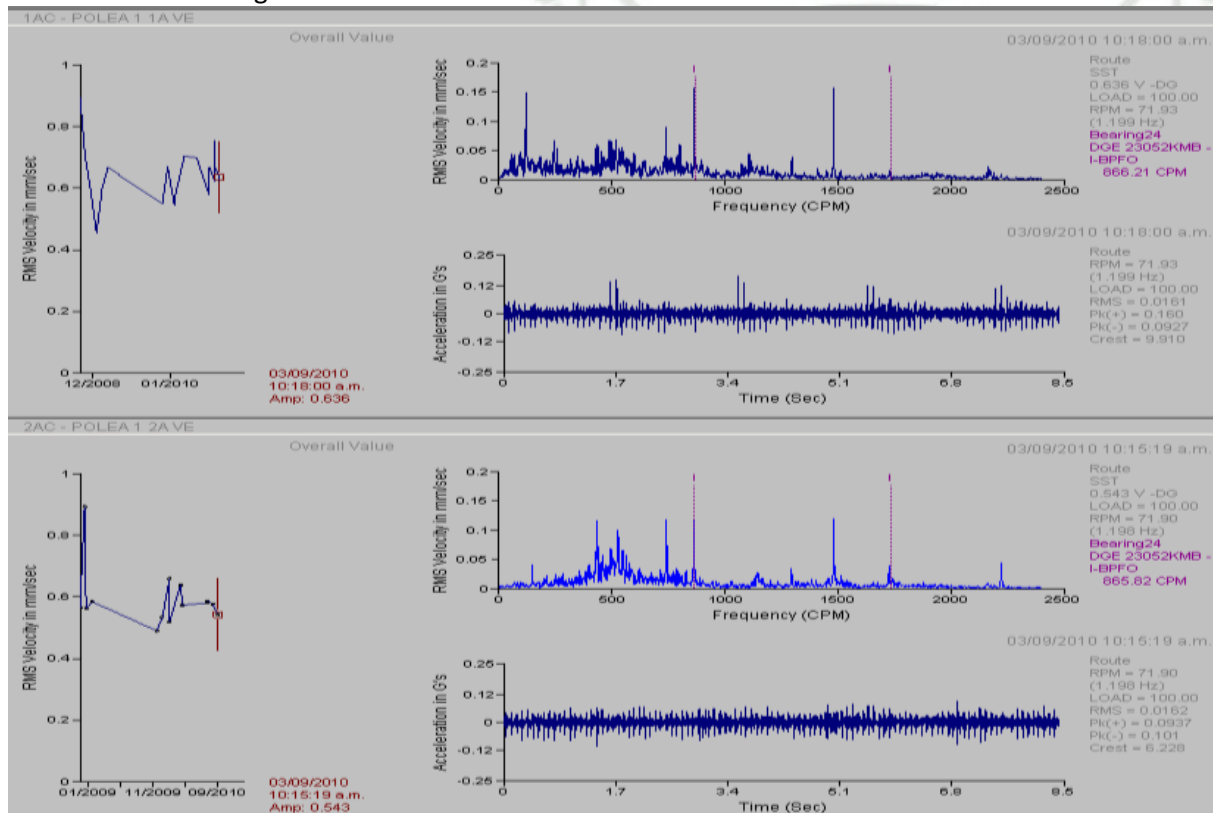 1AC - POLEA 1 1A VE
Overall Value
RMS Velocity in mm/sec
1
0.8
0.6
0.4
0.2
0
12/2008 01/2010
03/09/2010
10:18:00 a.m.
Amp: 0.636
03/09/2010 10:18:00 a.m.
RMS Velocity in mm/sec
0.2
0.15
0.1
0.05
0
0 500 1000 1500 2000 2500
Frequency (CPM)
Route
SST
0.636 V -DG
LOAD = 100.00
RPM = 71.93
(1.199 Hz)
Bearing24
DGE 23052KMB -
I-BPFO
866.21 CPM
03/09/2010 10:18:00 a.m.
Acceleration in G's
0.25
0.12
0
-0.12
-0.25
0 1.7 3.4 5.1 6.8 8.5
Time (Sec)
Route
RPM = 71.93
(1.199 Hz)
LOAD = 100.00
RMS = 0.0161
Pk(+) = 0.160
Pk(-) = 0.0927
Crest = 9.910
2AC - POLEA 1 2A VE
Overall Value
RMS Velocity in mm/sec
1
0.8
0.6
0.4
0.2
0
01/2009 11/2009 09/2010
03/09/2010
10:15:19 a.m.
Amp: 0.543
03/09/2010 10:15:19 a.m.
RMS Velocity in mm/sec
0.2
0.15
0.1
0.05
0
0 500 1000 1500 2000 2500
Frequency (CPM)
Route
SST
0.543 V -DG
LOAD = 100.00
RPM = 71.90
(1.198 Hz)
Bearing24
DGE 23052KMB -
I-BPFO
865.82 CPM
03/09/2010 10:15:19 a.m.
Acceleration in G's
0.25
0.12
0
-0.12
-0.25
0 1.7 3.4 5.1 6.8 8.5
Time (Sec)
Route
RPM = 71.90
(1.198 Hz)
LOAD = 100.00
RMS = 0.0162
Pk(+) = 0.0937
Pk(-) = 0.101
Crest = 6.228